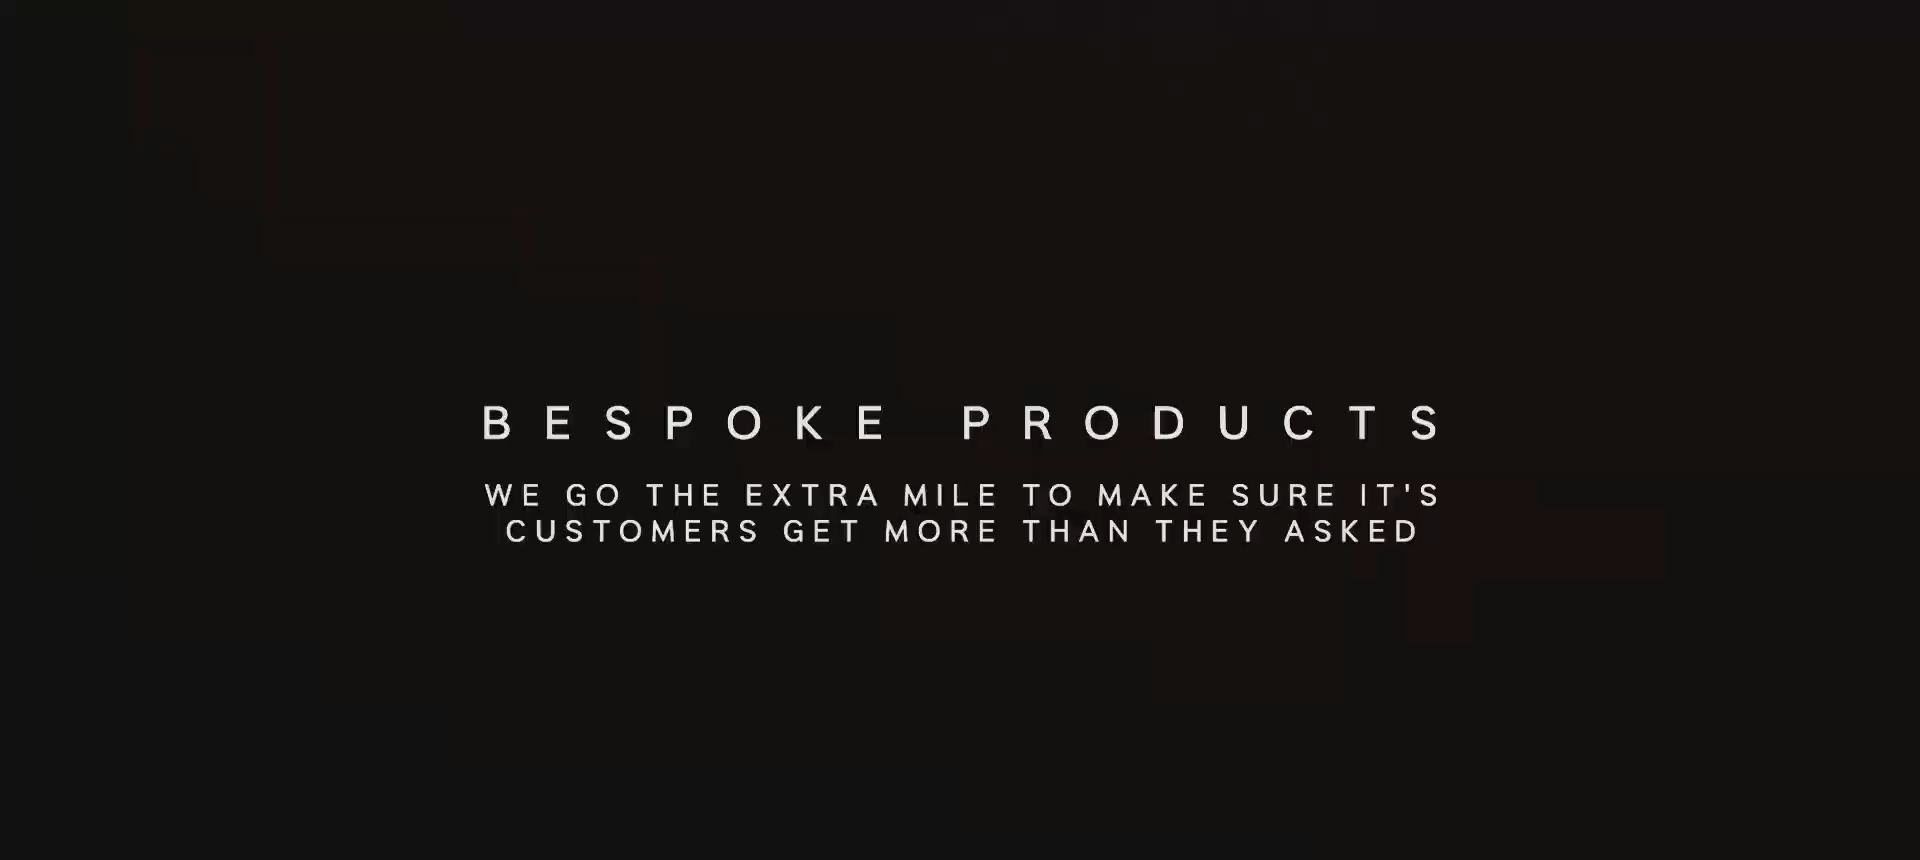 BESPOKE PRODUCTS
WE GO THE EXTRA MILE TO MAKE SURE IT'S
CUSTOMERS GET MORE THAN THEY ASKED